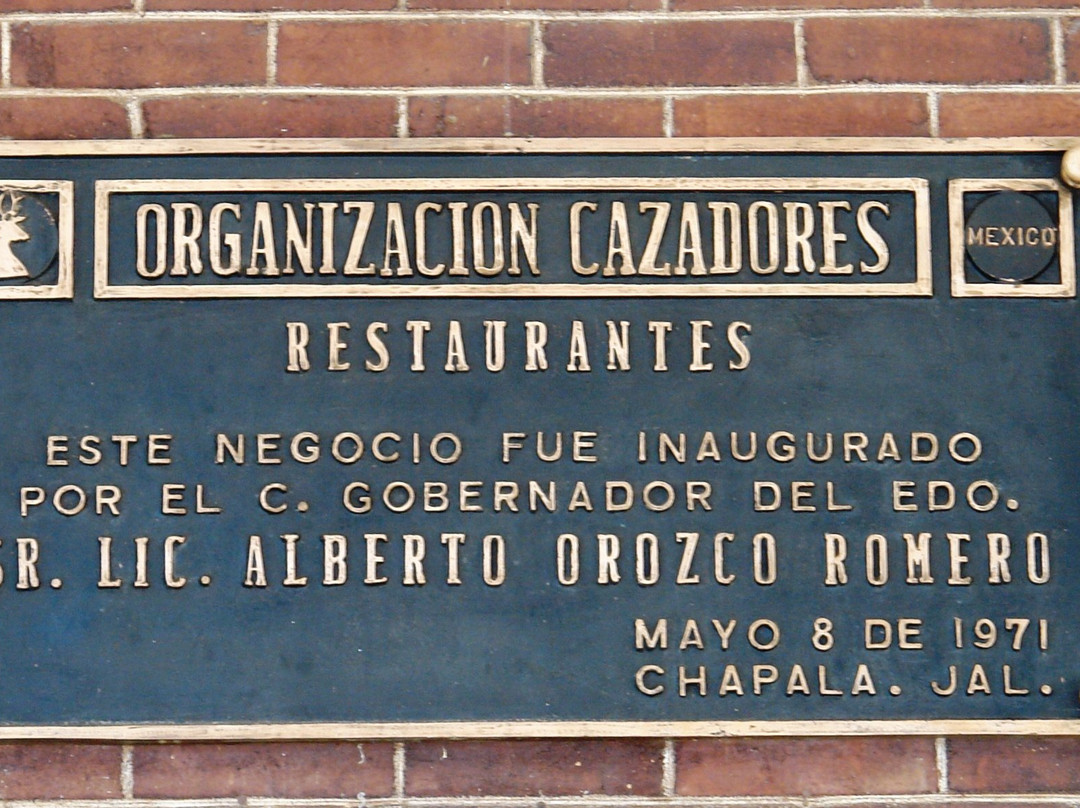 ORGANIZACION CAZADORES
MEXICO
RESTAURANTES
ESTE NEGOCIO FUE INAUGURADO
POR EL C. GOBERNADOR DEL EDO.
SR. LIC. ALBERTO OROZCO ROMERO
MAYO 8 DE 1971
CHAPALA. JAL.